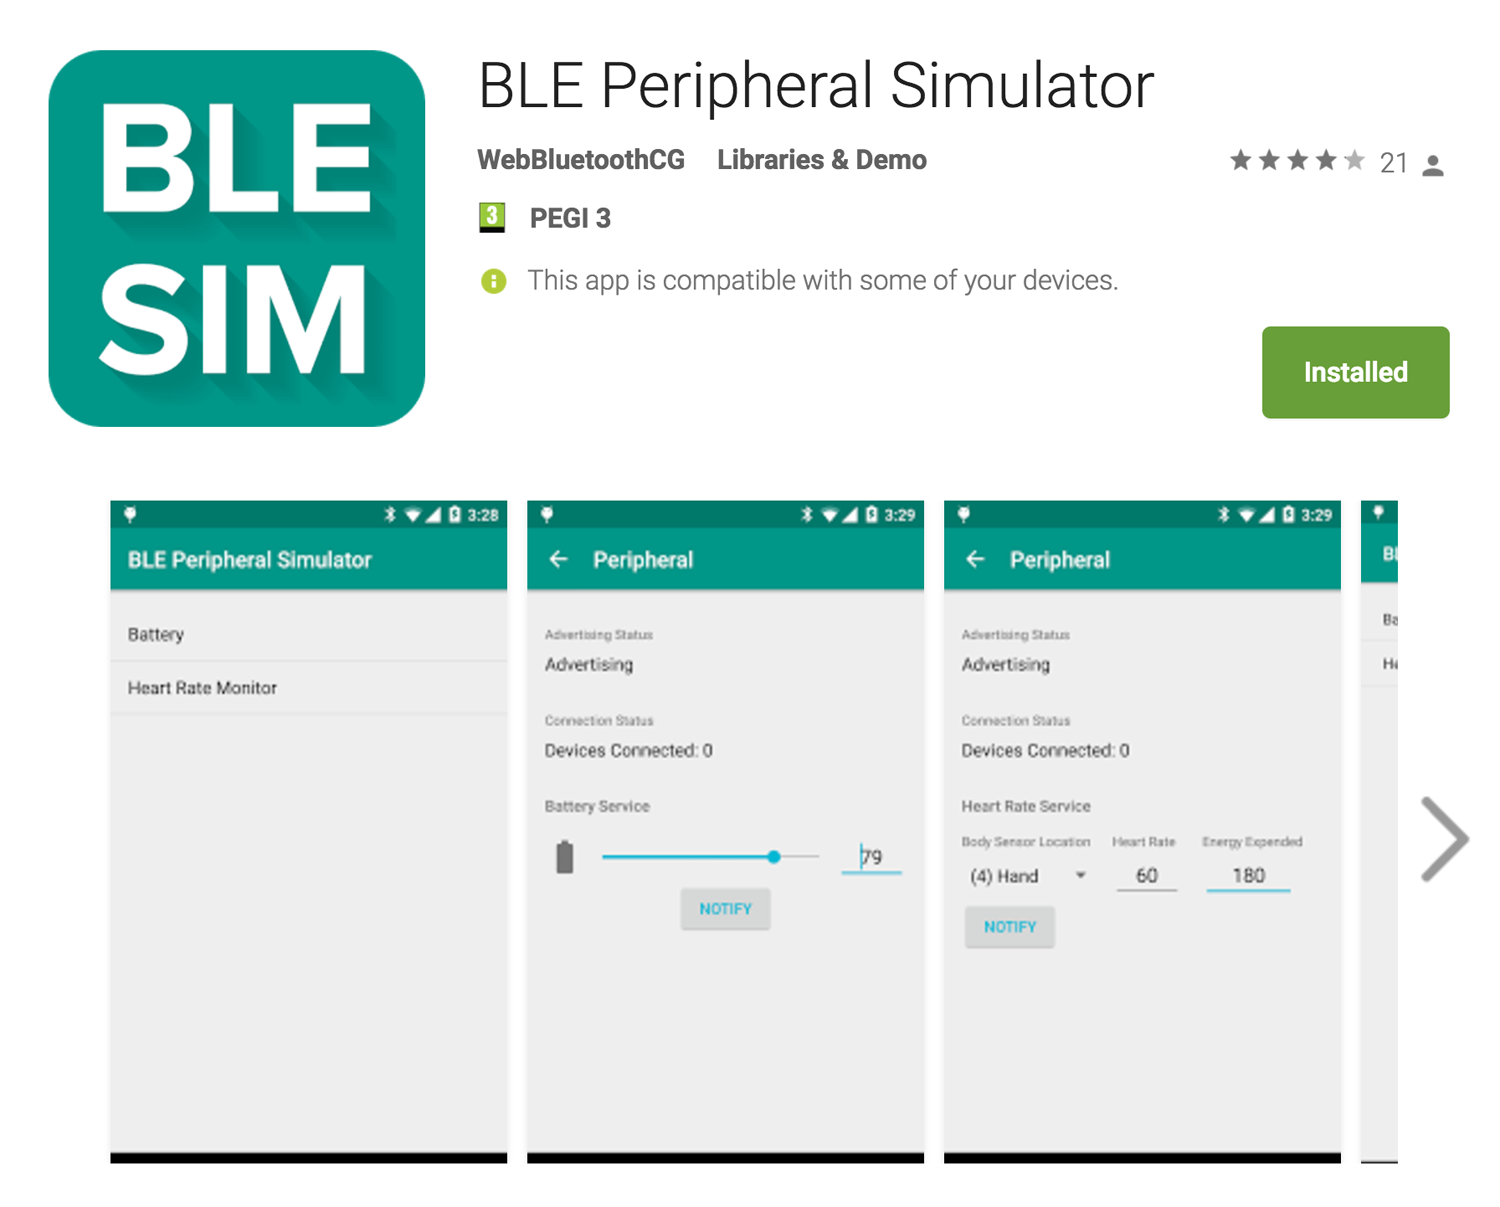 BLE
SIM
BLE Peripheral Simulator
WebBluetoothCG Libraries & Demo
21
3 PEGI 3
This app is compatible with some of your devices.
Installed
3:28
BLE Peripheral Simulator
Battery
Heart Rate Monitor
3:29
Peripheral
Advertising Status
Advertising
Connection Status
Devices Connected: 0
Battery Service
79
NOTIFY
3:29
Peripheral
Advertising Status
Advertising
Connection Status
Devices Connected: 0
Heart Rate Service
Body Sensor Location Heart Rate Energy Expended
(4) Hand 60 180
NOTIFY
Ba
He